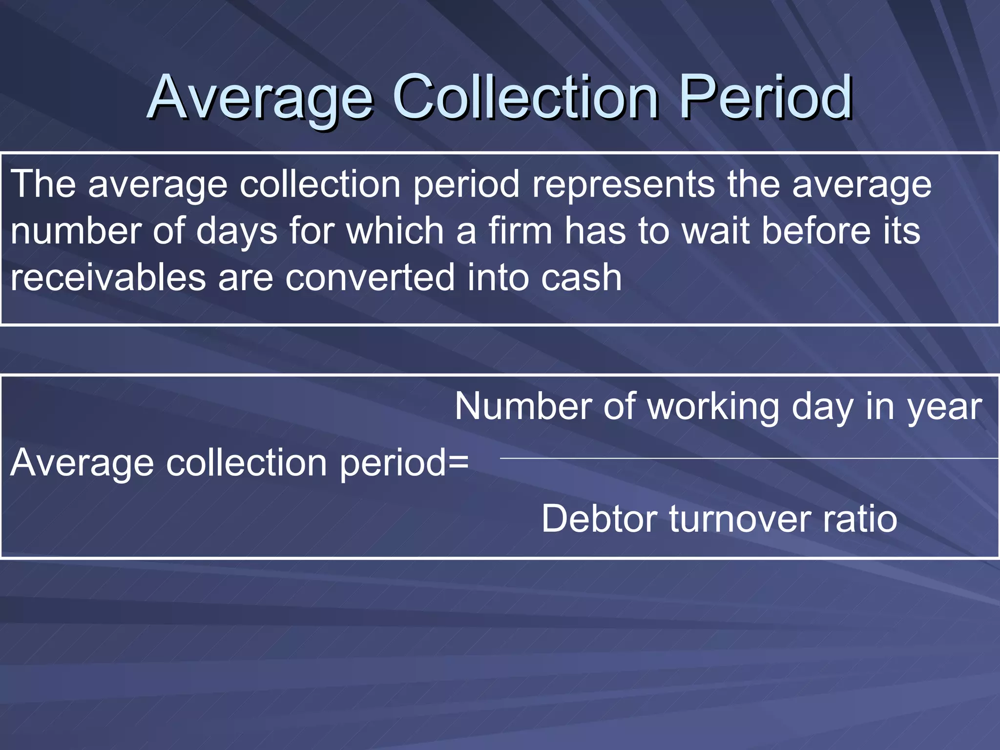 Average Collection Period
The average collection period represents the average
number of days for which a firm has to wait before its
receivables are converted into cash
Number of working day in year
Average collection period=
Debtor turnover ratio